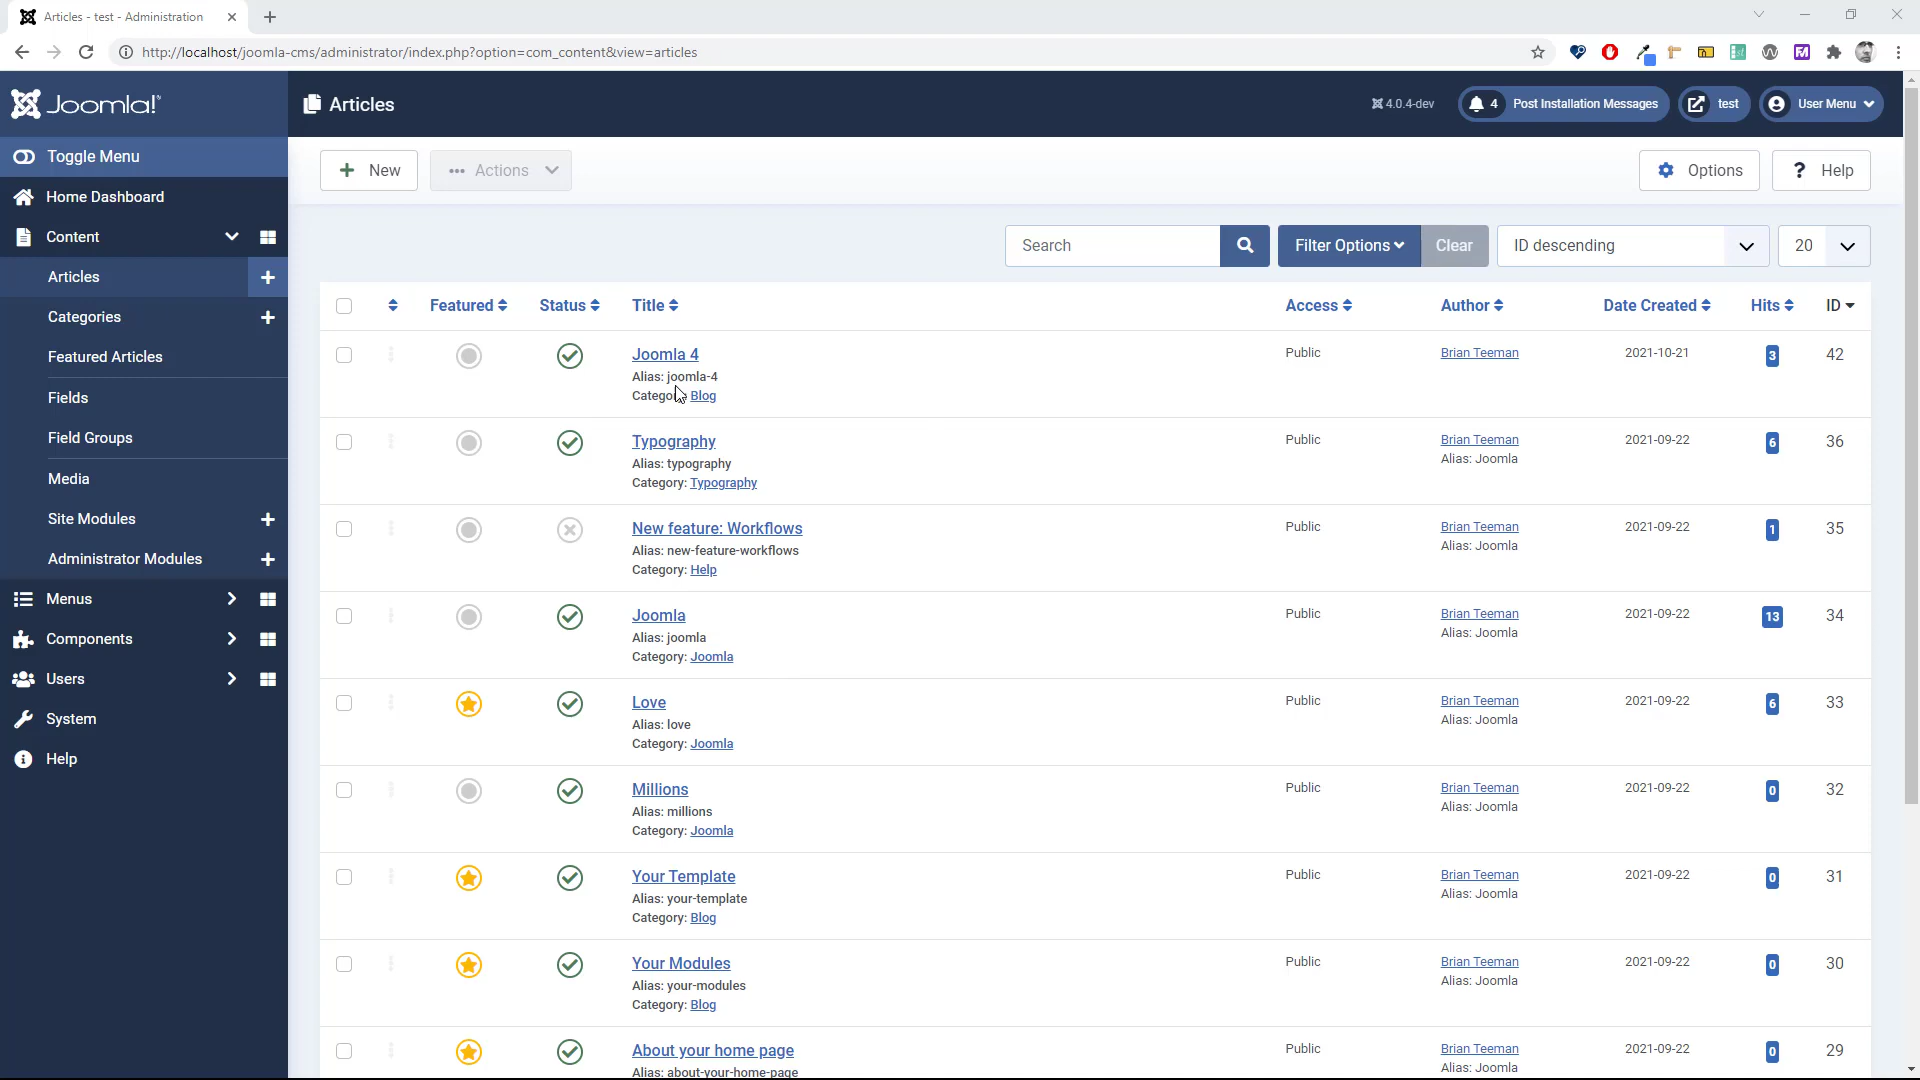 Articles - test - Administration
http://localhost/joomla-cms/administrator/index.php?option=com_content&view=articles
Joomla!
Articles
4.0.4-dev
4 Post Installation Messages
test
User Menu
Toggle Menu
Home Dashboard
Content
Articles
Categories
Featured Articles
Fields
Field Groups
Media
Site Modules
Administrator Modules
Menus
Components
Users
System
Help
New
Actions
Options
? Help
Search
Filter Options
Clear
ID descending
20
Featured Status Title Access Author Date Created Hits ID
Joomla 4 Public Brian Teeman 2021-10-21 3 42
Alias: joomla-4
Blog
Typography Public Brian Teeman 2021-09-22 6 36
Alias: typography Alias: Joomla
Category: Typography
New feature: Workflows Public Brian Teeman 2021-09-22 1 35
Alias: new-feature-workflows Alias: Joomla
Category: Help
Joomla Public Brian Teeman 2021-09-22 13 34
Alias: joomla Alias: Joomla
Category: Joomla
Love Public Brian Teeman 2021-09-22 6 33
Alias: love Alias: Joomla
Category: Joomla
Millions Public Brian Teeman 2021-09-22 0 32
Alias: millions Alias: Joomla
Category: Joomla
Your Template Public Brian Teeman 2021-09-22 0 31
Alias: your-template Alias: Joomla
Category: Blog
Your Modules Public Brian Teeman 2021-09-22 0 30
Alias: your-modules Alias: Joomla
Category: Blog
About your home page Public Brian Teeman 2021-09-22 0 29
Alias: about-your-home-page Alias: Joomla